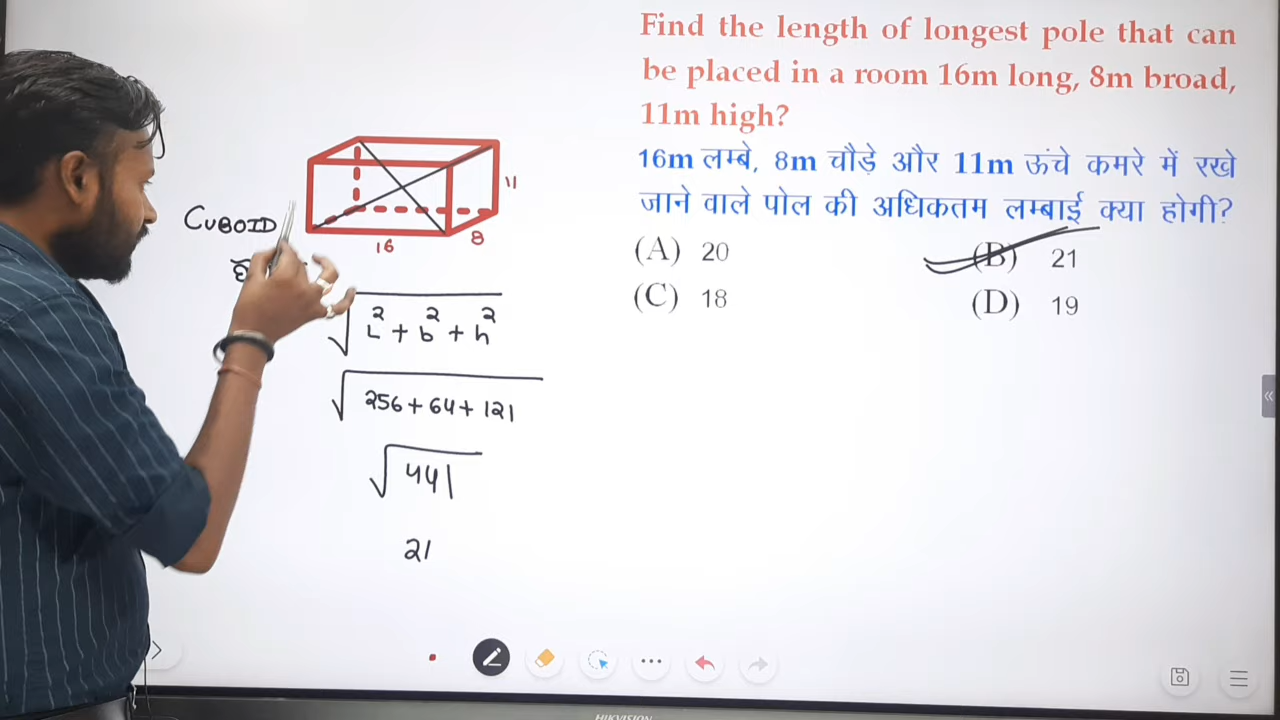 Find the length of longest pole that can
be placed in a room 16m long, 8m broad,
11m high?
16m लम्बे, 8m चौड़े और 11m ऊंचे कमरे में रखे
जाने वाले पोल की अधिकतम लम्बाई क्या होगी?
(A) 20
(B) 21
(C) 18
(D) 19
CUBOID
11
16
8
√L² + b² + h²
√256 + 64 + 121
√441
21
HIKVISION